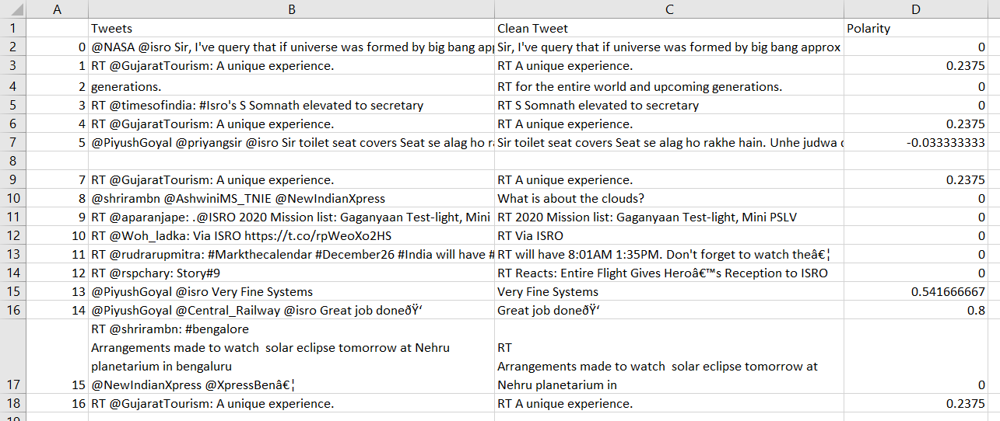 A B C D
1 Tweets Clean Tweet Polarity
2 0 @NASA @isro Sir, I've query that if universe was formed by big bang app Sir, I've query that if universe was formed by big bang approx 0
3 1 RT @GujaratTourism: A unique experience. RT A unique experience. 0.2375
4 2 generations. RT for the entire world and upcoming generations. 0
5 3 RT @timesofindia: #Isro's S Somnath elevated to secretary RT S Somnath elevated to secretary 0
6 4 RT @GujaratTourism: A unique experience. RT A unique experience. 0.2375
7 5 @PiyushGoyal @priyangsir @isro Sir toilet seat covers Seat se alag ho ra Sir toilet seat covers Seat se alag ho rakhe hain. Unhe judwa -0.033333333
8
9 7 RT @GujaratTourism: A unique experience. RT A unique experience. 0.2375
10 8 @shrirambn @AshwiniMS_TNIE @NewIndianXpress What is about the clouds? 0
11 9 RT @aparanjape: .@ISRO 2020 Mission list: Gaganyaan Test-light, Mini RT 2020 Mission list: Gaganyaan Test-light, Mini PSLV 0
12 10 RT @Woh_ladka: Via ISRO https://t.co/rpWeoXo2HS RT Via ISRO 0
13 11 RT @rudrarupmitra: #Markthecalendar #December26 #India will have # RT will have 8:01AM 1:35PM. Don't forget to watch theâ€¦ 0
14 12 RT @rspchary: Story#9 RT Reacts: Entire Flight Gives Heroâ€™s Reception to ISRO 0
15 13 @PiyushGoyal @isro Very Fine Systems Very Fine Systems 0.541666667
16 14 @PiyushGoyal @Central_Railway @isro Great job doneðŸ‘ Great job doneðŸ‘ 0.8
RT @shrirambn: #bengalore
Arrangements made to watch  solar eclipse tomorrow at Nehru RT
planetarium in bengaluru Arrangements made to watch  solar eclipse tomorrow at
17 15 @NewIndianXpress @XpressBenâ€¦ Nehru planetarium in 0
18 16 RT @GujaratTourism: A unique experience. RT A unique experience. 0.2375